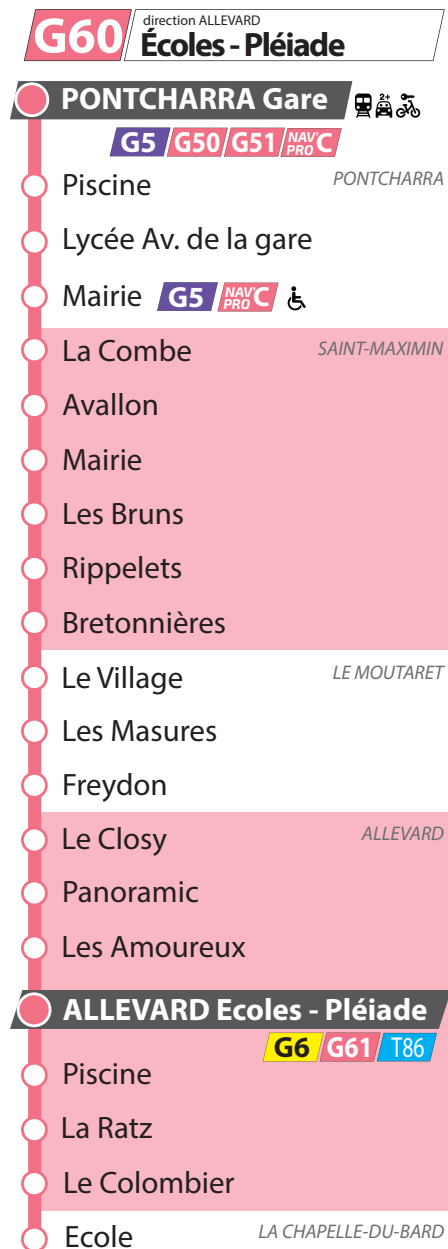 G60 direction ALLEVARD
Écoles - Pléiade
PONTCHARRA Gare 2+
G5 G50 G51 NAV'C PRO
Piscine PONTCHARRA
Lycée Av. de la gare
Mairie G5 NAV'C PRO
La Combe SAINT-MAXIMIN
Avallon
Mairie
Les Bruns
Rippelets
Bretonnières
Le Village LE MOUTARET
Les Masures
Freydon
Le Closy ALLEVARD
Panoramic
Les Amoureux
ALLEVARD Ecoles - Pléiade
G6 G61 T86
Piscine
La Ratz
Le Colombier
Ecole LA CHAPELLE-DU-BARD